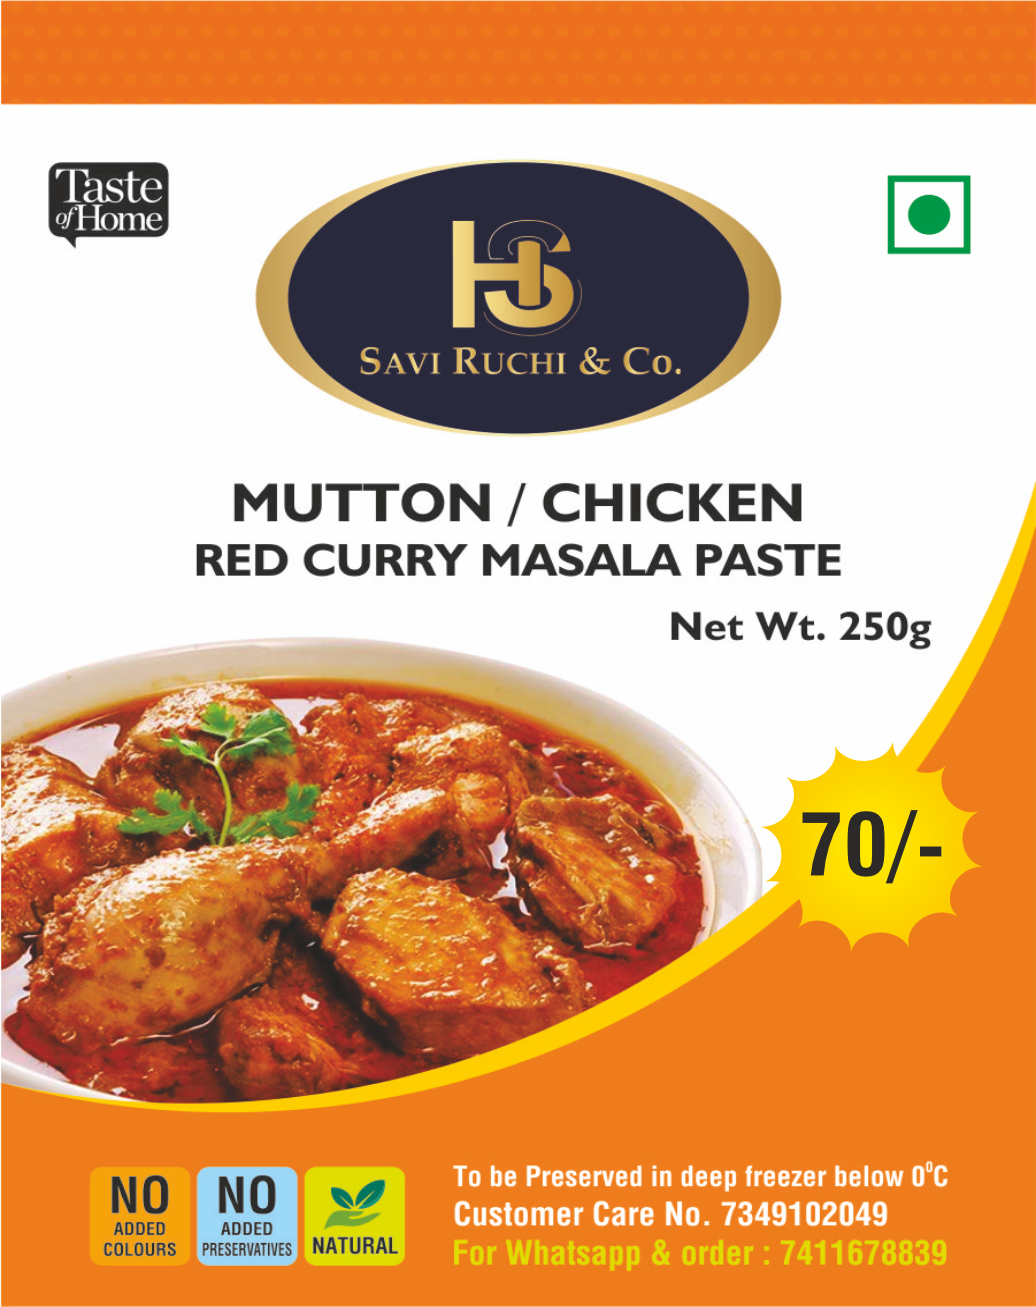 Taste
of Home
HS
SAVI RUCHI & CO.
MUTTON / CHICKEN
RED CURRY MASALA PASTE
Net Wt. 250g
70/-
NO
ADDED
COLOURS
NO
ADDED
PRESERVATIVES
NATURAL
To be Preserved in deep freezer below 0⁰C
Customer Care No. 7349102049
For Whatsapp & order : 7411678839